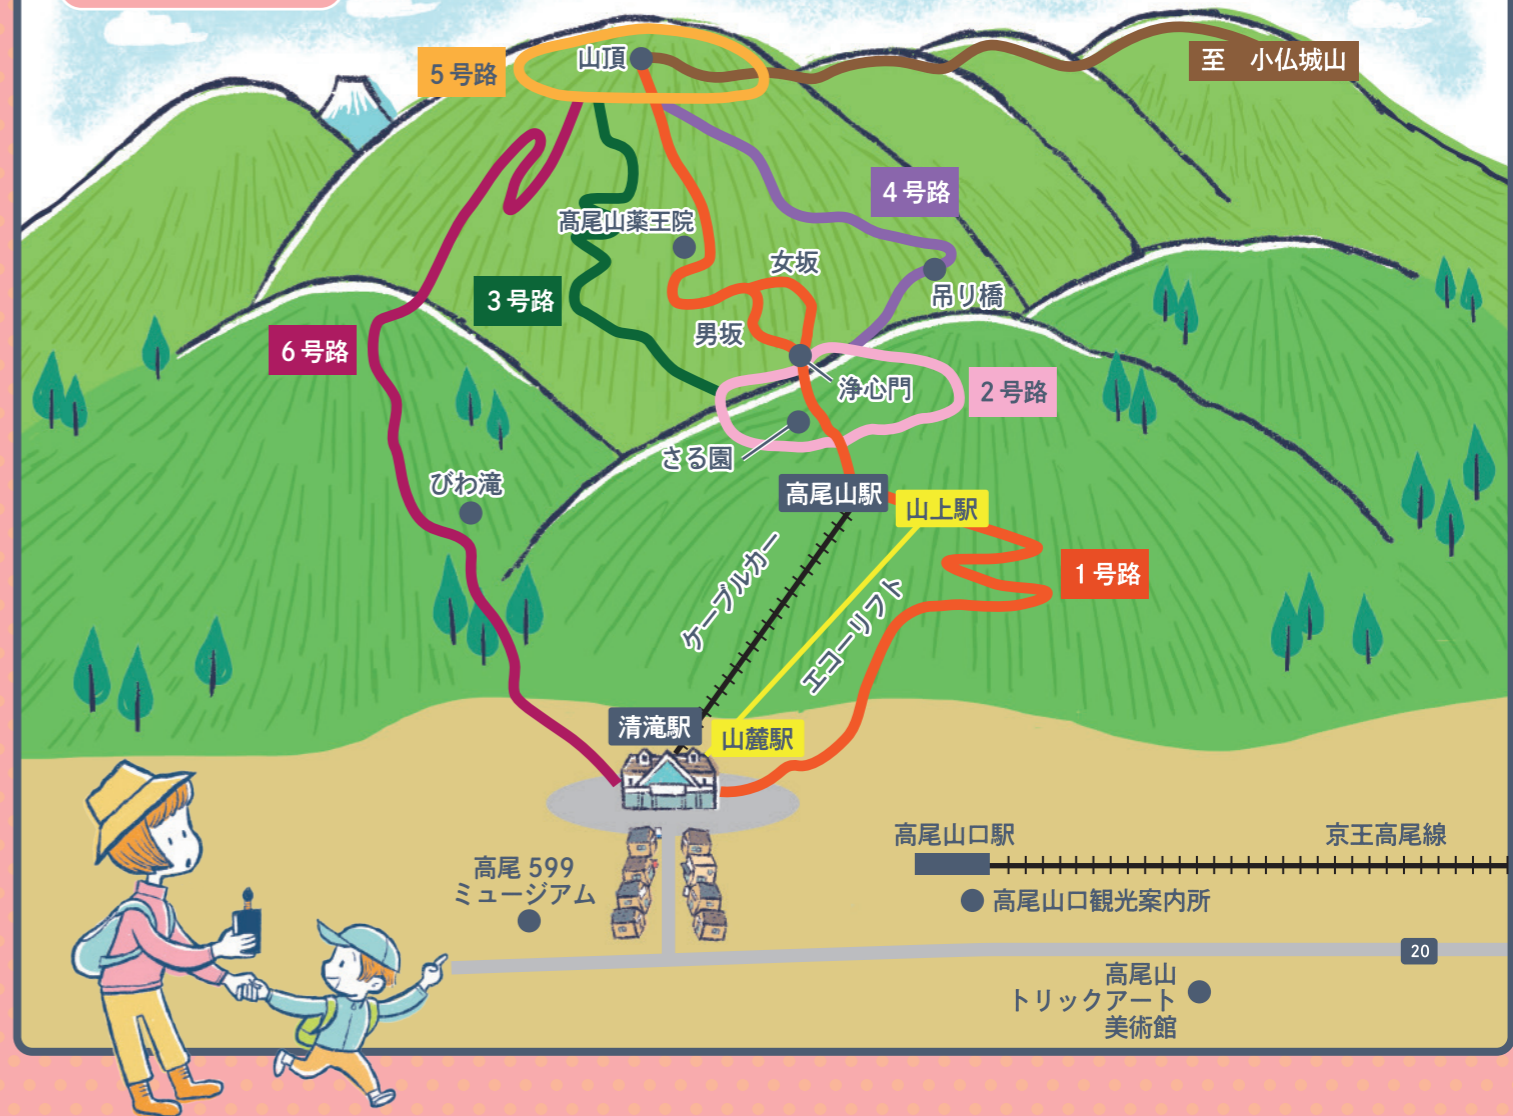 山頂
5号路
至 小仏城山
4号路
髙尾山薬王院
女坂
3号路
吊り橋
男坂
6号路
浄心門
2号路
さる園
びわ滝
高尾山駅
山上駅
1号路
ケーブルカー
エコーリフト
清滝駅
山麓駅
高尾山口駅
京王高尾線
高尾 599
ミュージアム
高尾山口観光案内所
20
高尾山
トリックアート
美術館